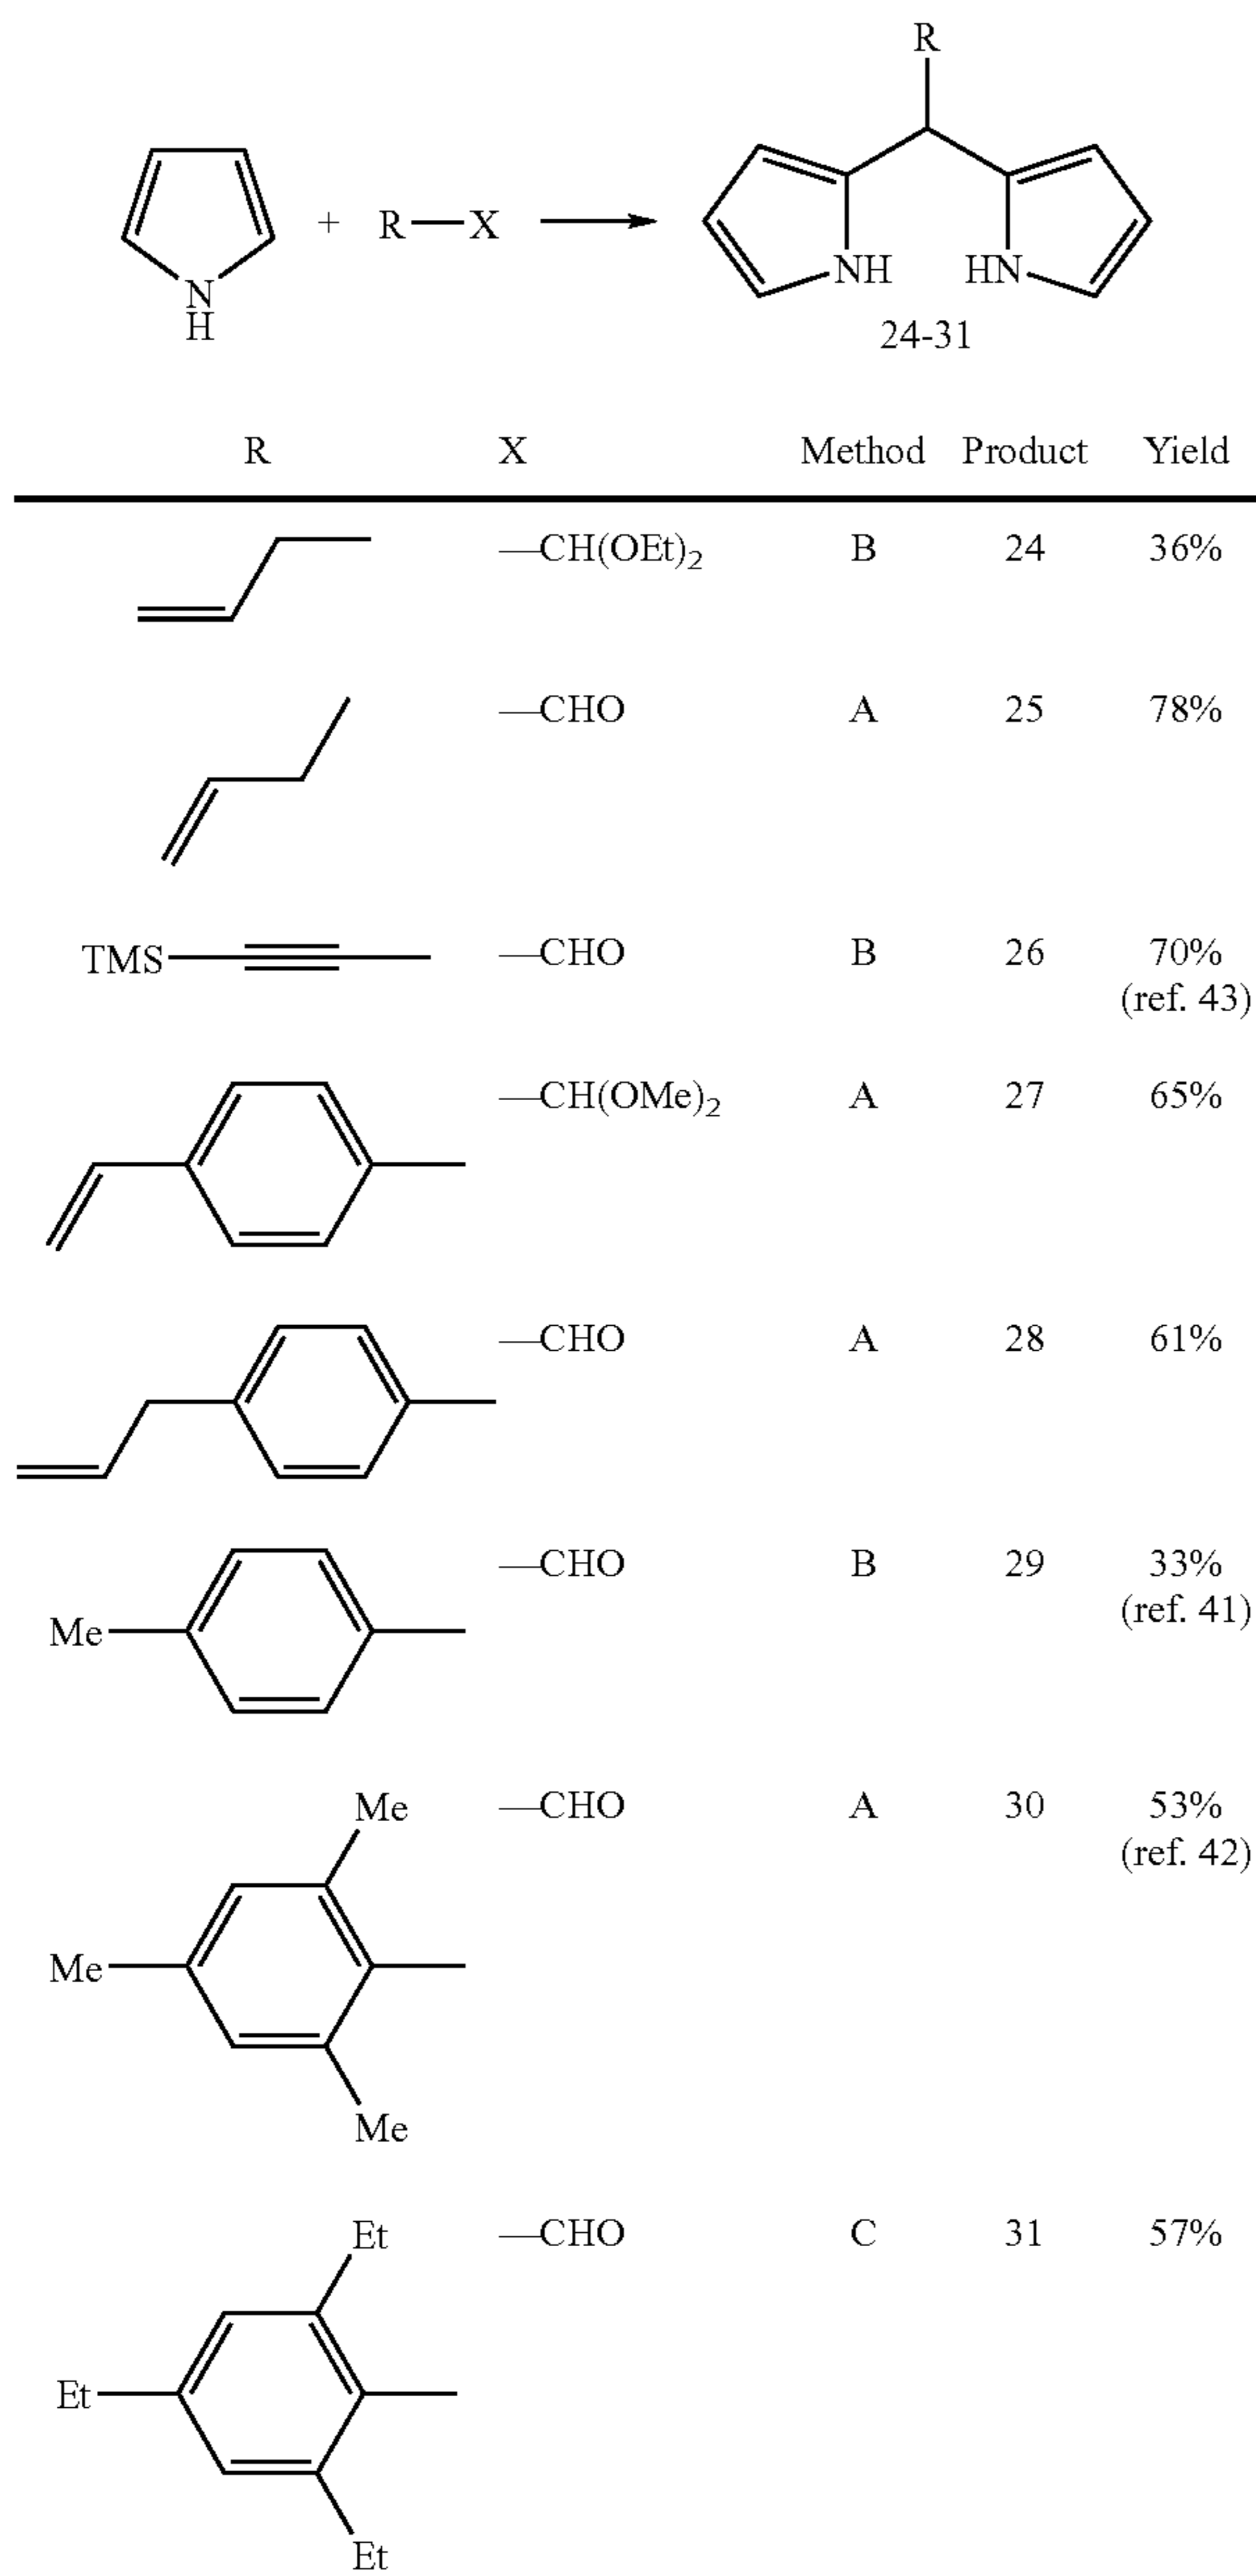 R
N
H
+ R—X
NH HN
24-31
R X Method Product Yield
—CH(OEt)₂ B 24 36%
—CHO A 25 78%
TMS —CHO B 26 70%
(ref. 43)
—CH(OMe)₂ A 27 65%
—CHO A 28 61%
—CHO B 29 33%
(ref. 41)
Me
Me —CHO A 30 53%
(ref. 42)
Me
Me
Et —CHO C 31 57%
Et
Et